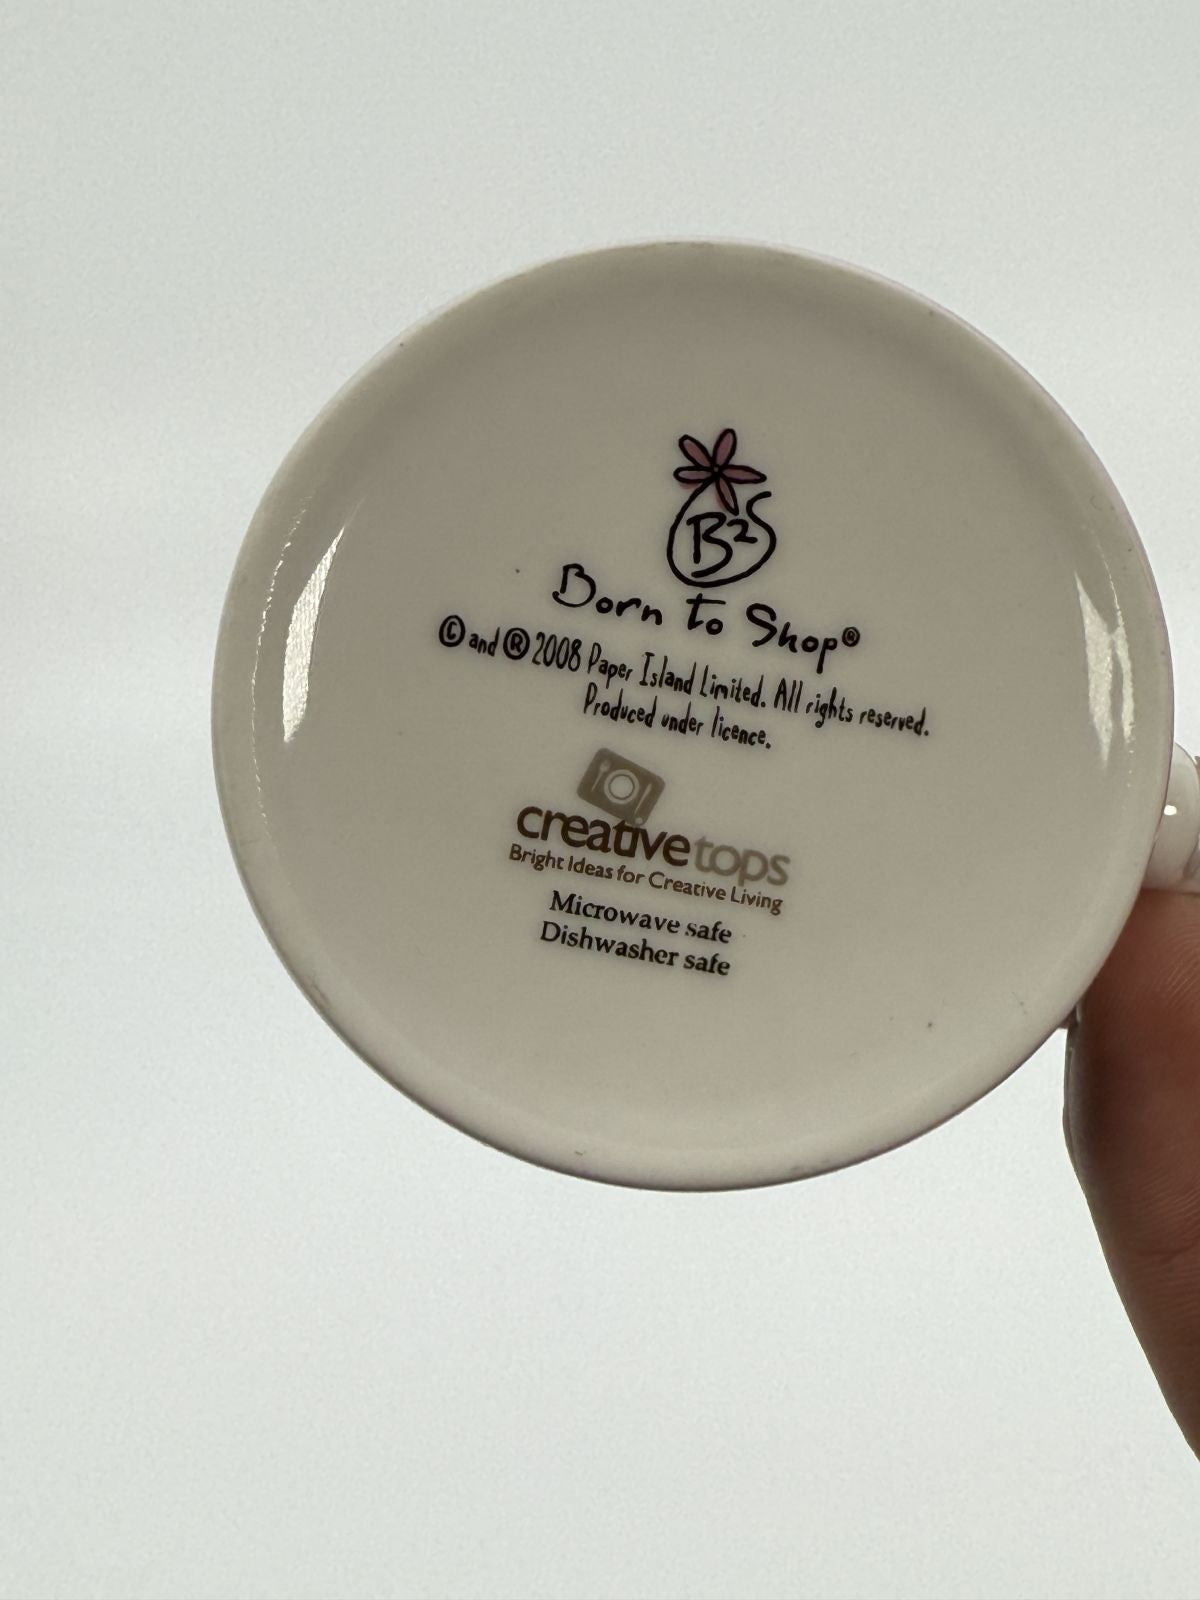 B2S
Born to Shop®
© and ® 2008 Paper Island Limited. All rights reserved.
Produced under licence.
creativetops
Bright Ideas for Creative Living
Microwave safe
Dishwasher safe